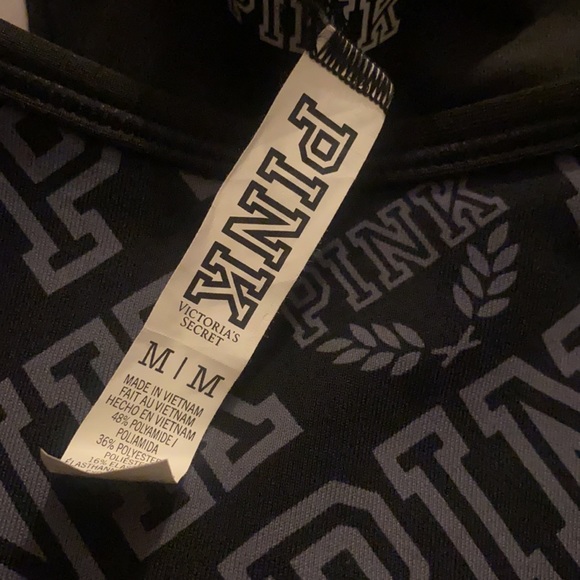 PINK
PINK
VICTORIA'S
SECRET
M | M
MADE IN VIETNAM
FAIT AU VIETNAM
HECHO EN VIETNAM
48% POLYAMIDE /
POLIAMIDA
36% POLYESTER
PINK